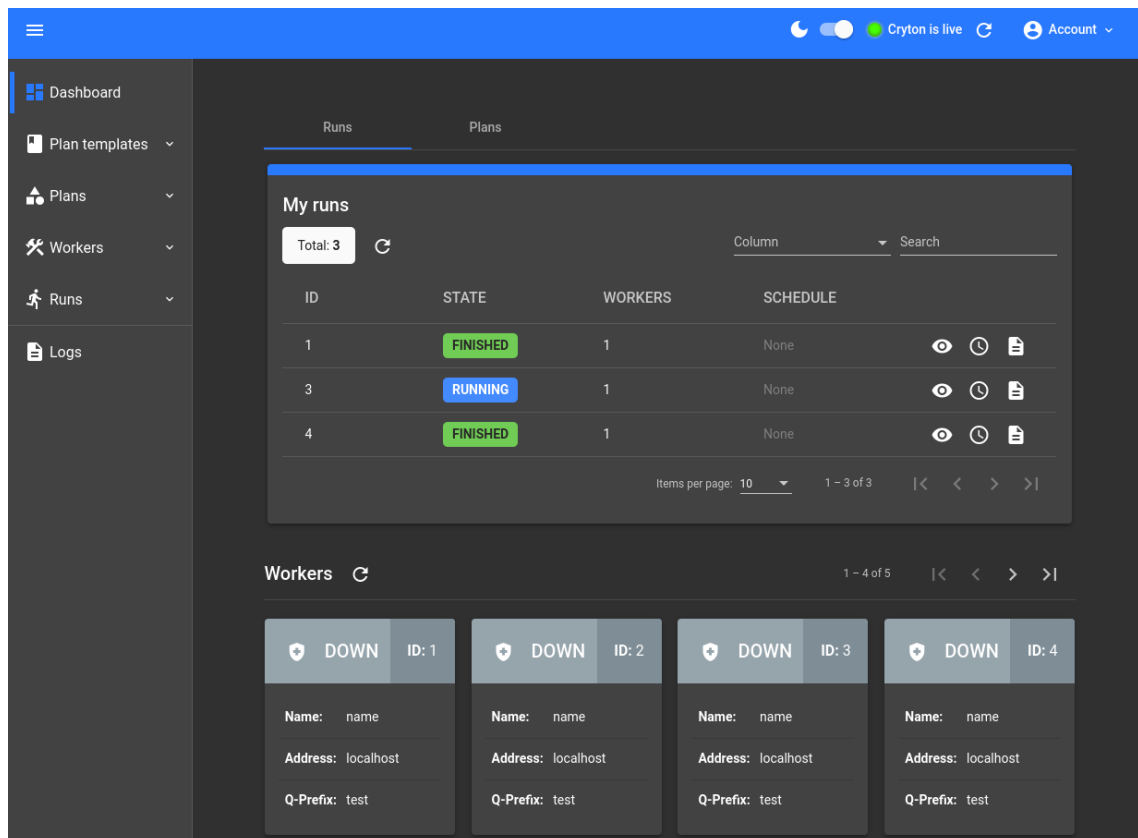 Cryton is live
Account
Dashboard
Plan templates
Plans
Workers
Runs
Logs
Runs Plans
My runs
Total: 3
Column Search
ID STATE WORKERS SCHEDULE
1 FINISHED 1 None
3 RUNNING 1 None
4 FINISHED 1 None
Items per page: 10 1 – 3 of 3
Workers 1 – 4 of 5
DOWN ID: 1 DOWN ID: 2 DOWN ID: 3 DOWN ID: 4
Name: name Name: name Name: name Name: name
Address: localhost Address: localhost Address: localhost Address: localhost
Q-Prefix: test Q-Prefix: test Q-Prefix: test Q-Prefix: test